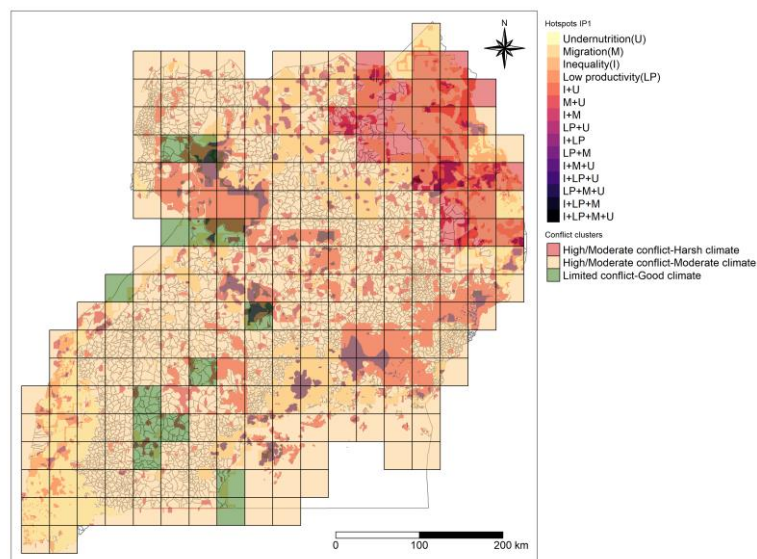 N
Hotspots IP1
Undernutrition(U)
Migration(M)
Inequality(I)
Low productivity(LP)
I+U
M+U
I+M
LP+U
I+LP
LP+M
I+M+U
I+LP+U
LP+M+U
I+LP+M
I+LP+M+U
Conflict clusters
High/Moderate conflict-Harsh climate
High/Moderate conflict-Moderate climate
Limited conflict-Good climate
0 100 200 km